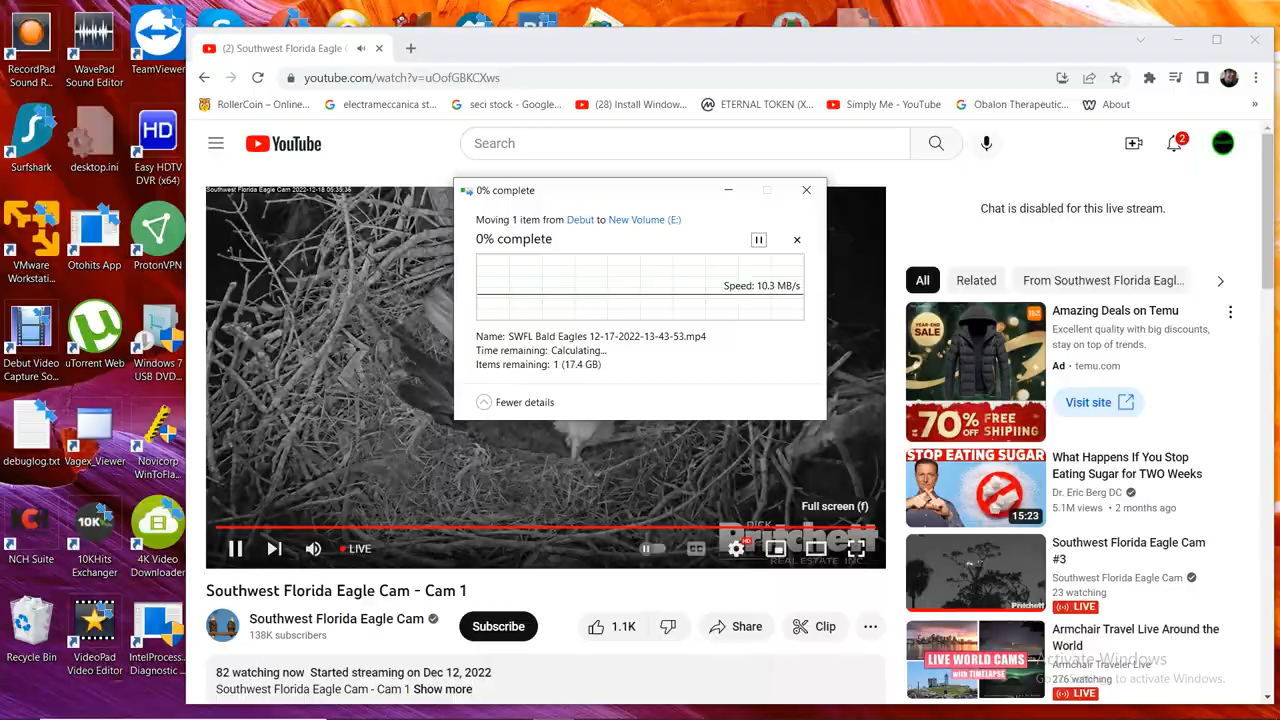 RecordPad
Sound R...
WavePad
Sound Editor
TeamViewer
Surfshark
desktop.ini
HD
Easy HDTV
DVR (x64)
VMware
Workstati...
Otohits App
ProtonVPN
Debut Video
Capture So...
uTorrent Web
Windows 7
USB DVD...
debuglog.txt
Vagex_Viewer
Novicorp
WinToFla...
NCH Suite
10K
10KHits
Exchanger
4K Video
Downloader
Recycle Bin
VideoPad
Video Editor
IntelProcess...
Diagnostic ...
(2) Southwest Florida Eagle C
youtube.com/watch?v=uOofGBKCXws
RollerCoin – Online...
electrameccanica st...
seci stock - Google...
(28) Install Window...
ETERNAL TOKEN (X...
Simply Me - YouTube
Obalon Therapeutic...
About
»
YouTube
Search
2
Southwest Florida Eagle Cam 2022-12-18 05:35:36
0% complete
Moving 1 item from Debut to New Volume (E:)
0% complete
Speed: 10.3 MB/s
Name: SWFL Bald Eagles 12-17-2022-13-43-53.mp4
Time remaining: Calculating...
Items remaining: 1 (17.4 GB)
Fewer details
Full screen (f)
LIVE
CC
HD
DICK
Pritchett
REAL ESTATE INC.
Southwest Florida Eagle Cam - Cam 1
Southwest Florida Eagle Cam
138K subscribers
Subscribe
1.1K
Share
Clip
82 watching now Started streaming on Dec 12, 2022
Southwest Florida Eagle Cam - Cam 1 Show more
Chat is disabled for this live stream.
All
Related
From Southwest Florida Eagl...
YEAR-END
SALE
70% OFF
FREE
SHIPIING
Amazing Deals on Temu
Excellent quality with big discounts,
stay on top of trends.
Ad · temu.com
Visit site
STOP EATING SUGAR
15:23
What Happens If You Stop
Eating Sugar for TWO Weeks
Dr. Eric Berg DC
5.1M views • 2 months ago
Pritchett
Southwest Florida Eagle Cam
#3
Southwest Florida Eagle Cam
23 watching
LIVE
LIVE WORLD CAMS
with TIMELAPSE
Armchair Travel Live Around the
World
Armchair Traveler Live
276 watching
LIVE
Activate Windows
Go to Settings to activate Windows.